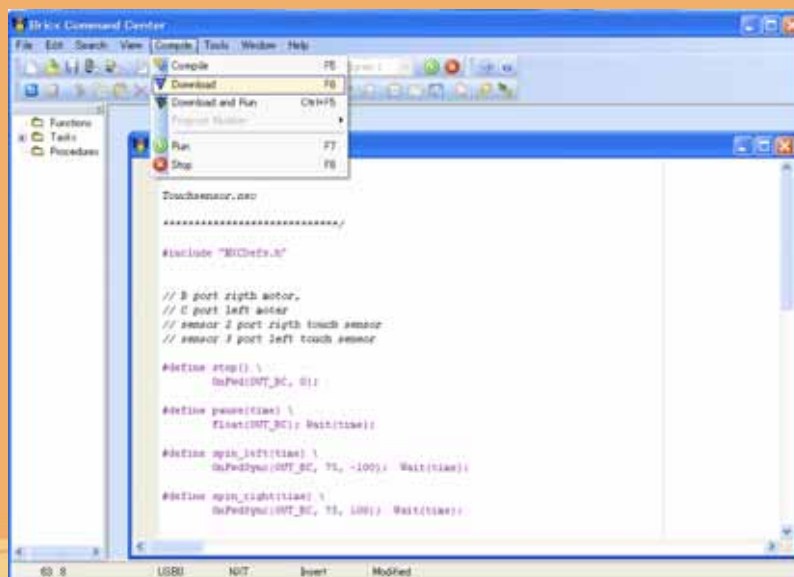 Bricx Command Center
File Edit Search View Compile Tools Window Help
Compile F5
Download F6
Download and Run Ctrl+F5
Run F7
Stop F8
Functions
Tasks
Procedures
Touchsensor.nxc
****************************/
#include "NXCDefs.h"
// B port rigth motor,
// C port left motor
// sensor 2 port rigth touch sensor
// sensor 3 port left touch sensor
#define stop() \
OnFwd(OUT_BC, 0);
#define pause(time) \
Float(OUT_BC); Wait(time);
#define spin_left(time) \
OnFwdSync(OUT_BC, 75, -100); Wait(time);
#define spin_right(time) \
OnFwdSync(OUT_BC, 75, 100); Wait(time);
63: 8 USB0 NXT Insert Modified